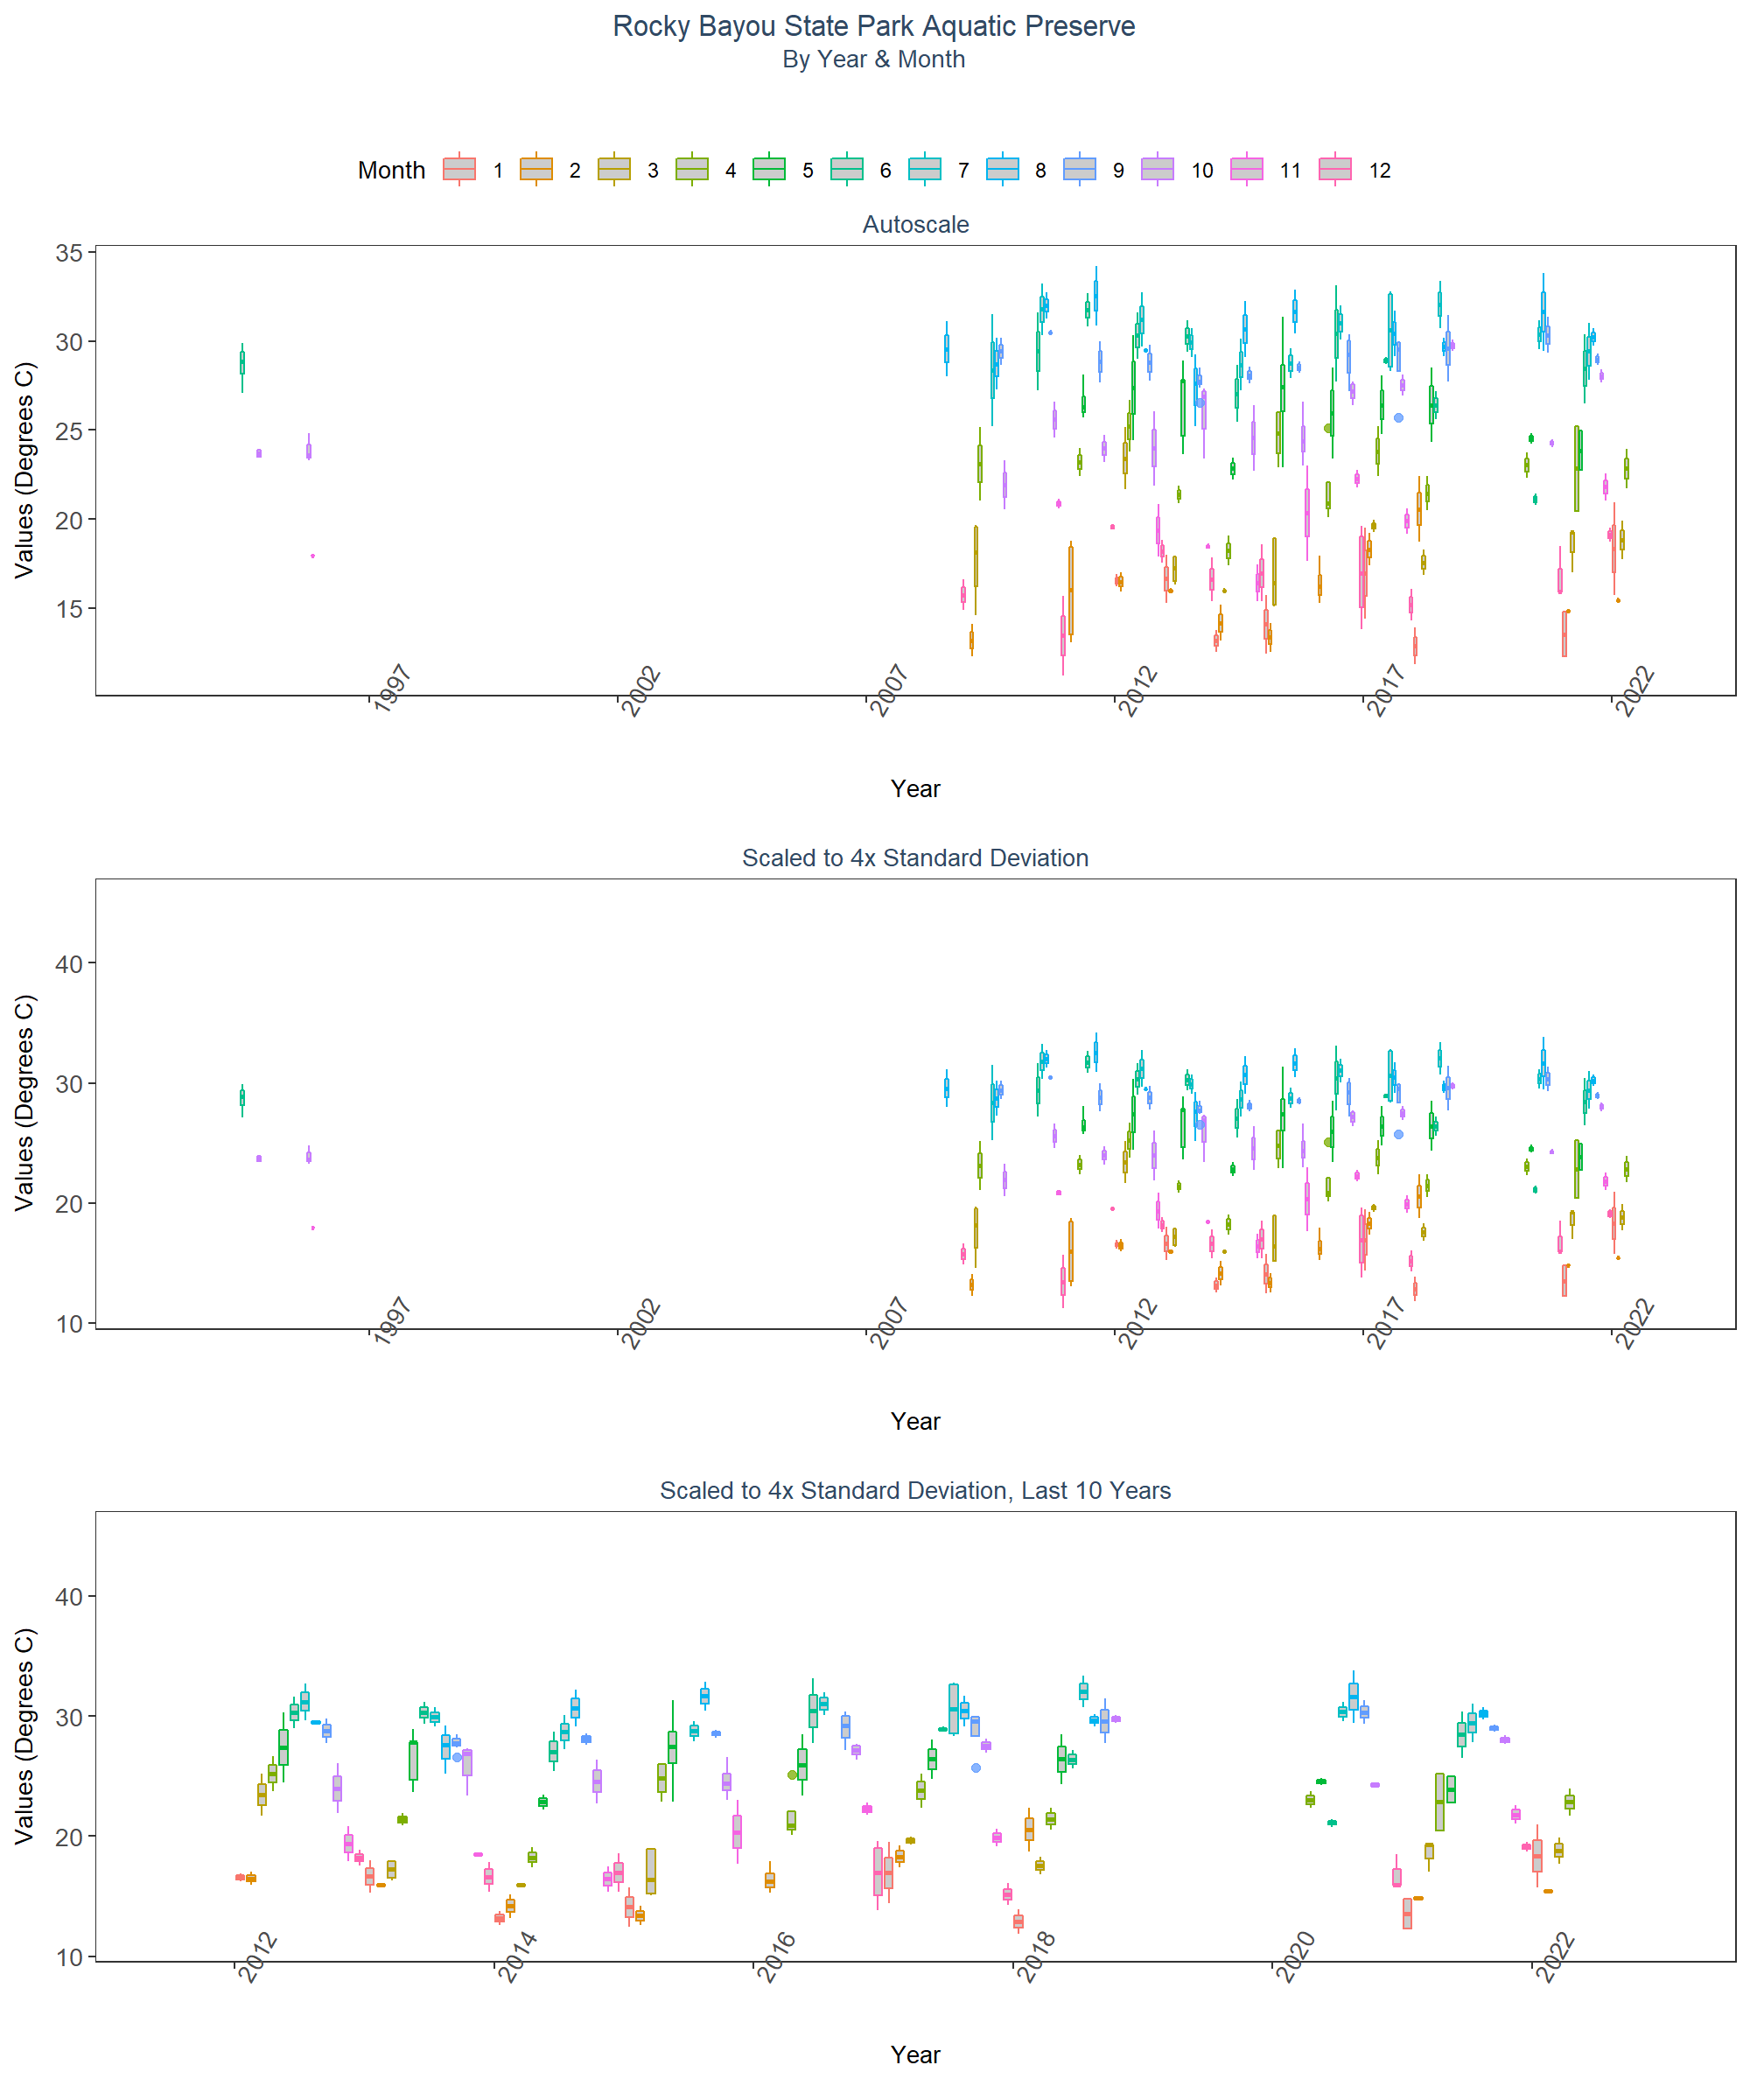 Rocky Bayou State Park Aquatic Preserve
By Year & Month
Month 1 2 3 4 5 6 7 8 9 10 11 12
Autoscale
Values (Degrees C)
35
30
25
20
15
1997 2002 2007 2012 2017 2022
Year
Scaled to 4x Standard Deviation
Values (Degrees C)
40
30
20
10
1997 2002 2007 2012 2017 2022
Year
Scaled to 4x Standard Deviation, Last 10 Years
Values (Degrees C)
40
30
20
10
2012 2014 2016 2018 2020 2022
Year